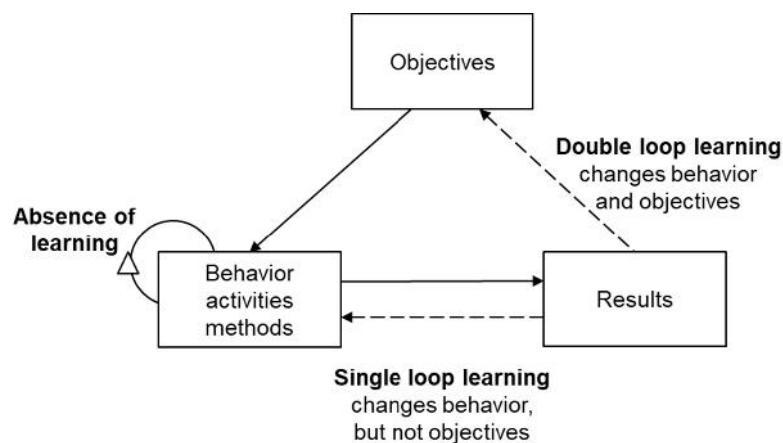 Objectives
Double loop learning
changes behavior
and objectives
Absence of
learning
Behavior
activities
methods
Results
Single loop learning
changes behavior,
but not objectives